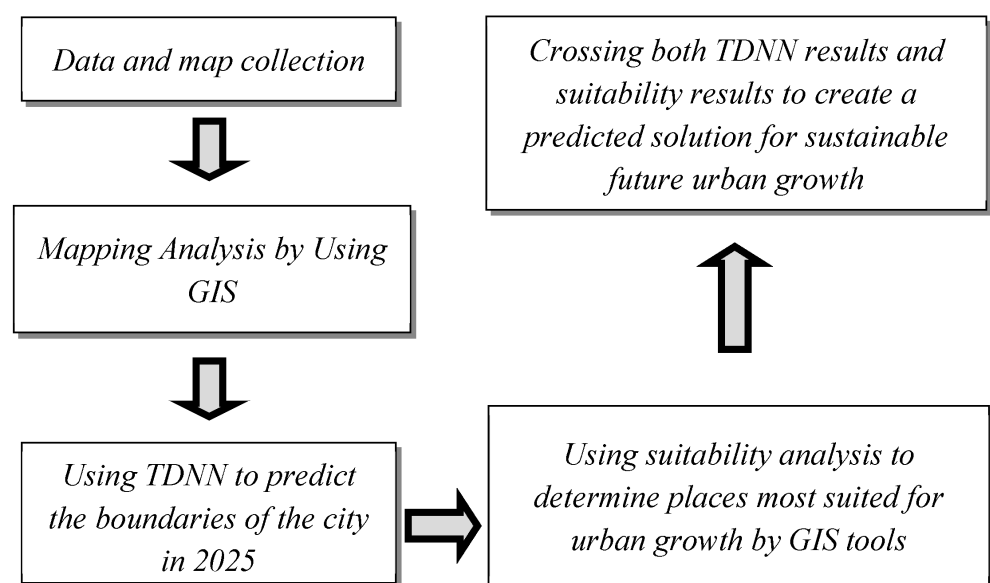 Data and map collection
Mapping Analysis by Using
GIS
Using TDNN to predict
the boundaries of the city
in 2025
Using suitability analysis to
determine places most suited for
urban growth by GIS tools
Crossing both TDNN results and
suitability results to create a
predicted solution for sustainable
future urban growth